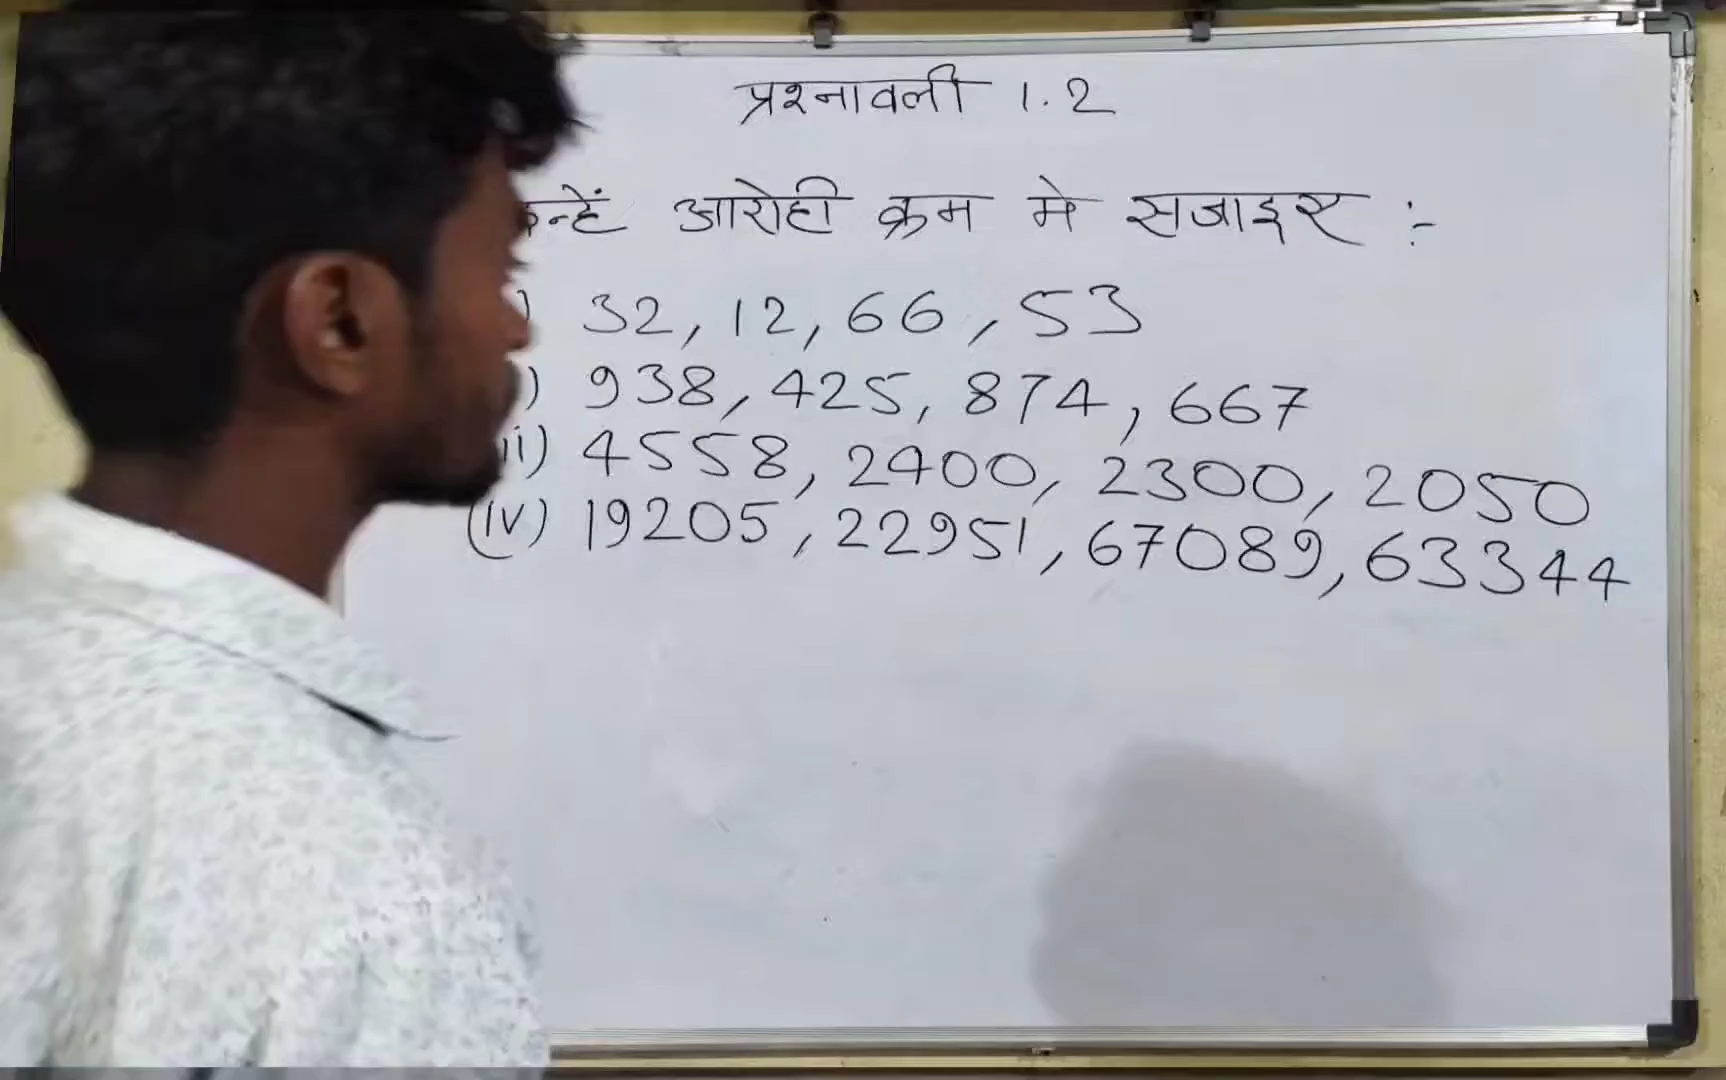 प्रश्नावली 1.2
आरोही क्रम मे सजाइए :-
32, 12, 66, 53
) 938, 425, 874, 667
ii) 4558, 2400, 2300, 2050
(iv) 19205, 22951, 67089, 63344